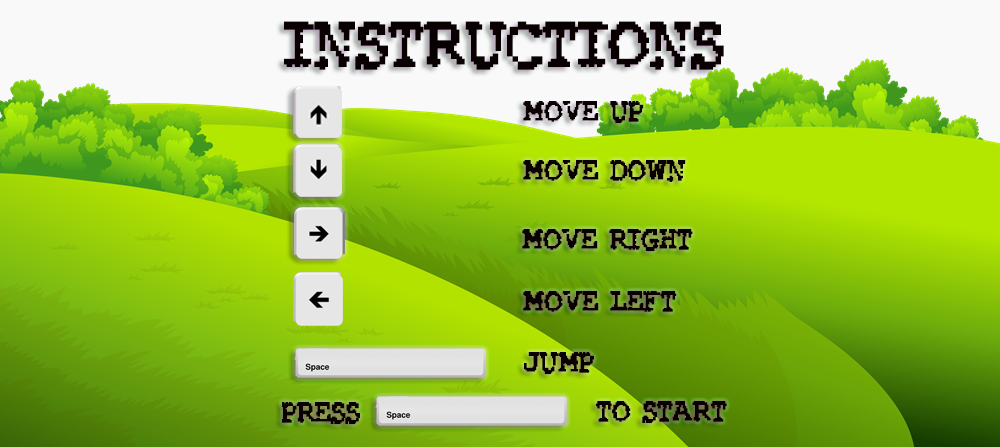 INSTRUCTIONS
↑ MOVE UP
↓ MOVE DOWN
→ MOVE RIGHT
← MOVE LEFT
Space JUMP
PRESS Space TO START